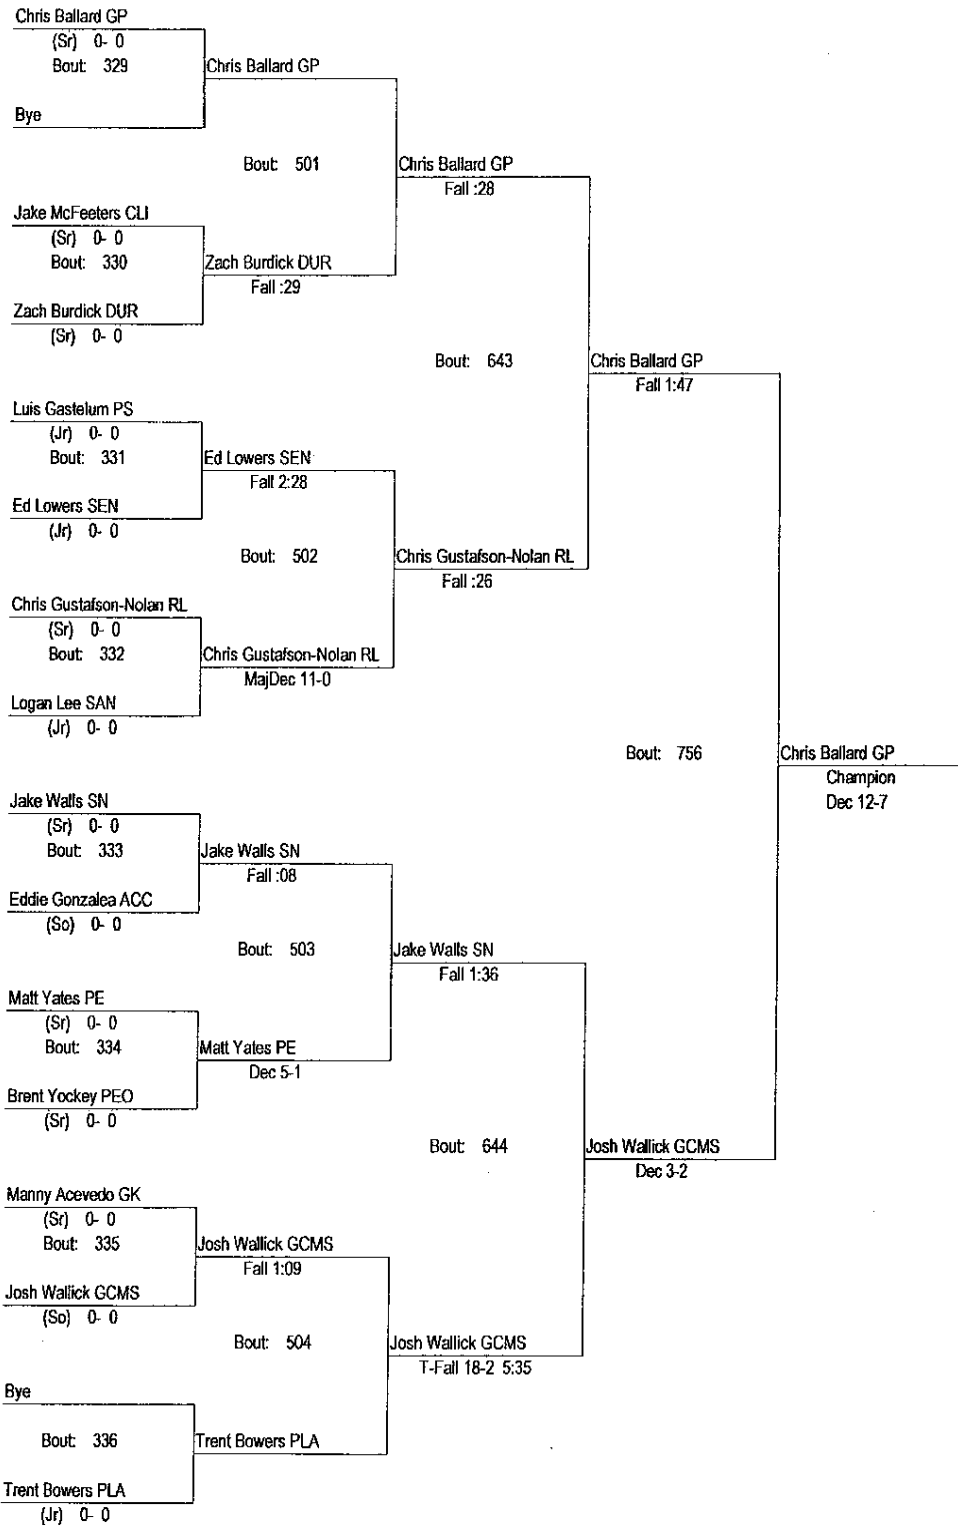 Chris Ballard GP
(Sr) 0- 0
Bout: 329
Chris Ballard GP
Bye
Bout: 501
Chris Ballard GP
Fall :28
Jake McFeeters CLI
(Sr) 0- 0
Bout: 330
Zach Burdick DUR
Fall :29
Zach Burdick DUR
(Sr) 0- 0
Bout: 643
Chris Ballard GP
Fall 1:47
Luis Gastelum PS
(Jr) 0- 0
Bout: 331
Ed Lowers SEN
Fall 2:28
Ed Lowers SEN
(Jr) 0- 0
Bout: 502
Chris Gustafson-Nolan RL
Fall :26
Chris Gustafson-Nolan RL
(Sr) 0- 0
Bout: 332
Chris Gustafson-Nolan RL
MajDec 11-0
Logan Lee SAN
(Jr) 0- 0
Bout: 756
Chris Ballard GP
Champion
Dec 12-7
Jake Walls SN
(Sr) 0- 0
Bout: 333
Jake Walls SN
Fall :08
Eddie Gonzalea ACC
(So) 0- 0
Bout: 503
Jake Walls SN
Fall 1:36
Matt Yates PE
(Sr) 0- 0
Bout: 334
Matt Yates PE
Dec 5-1
Brent Yockey PEO
(Sr) 0- 0
Bout: 644
Josh Wallick GCMS
Dec 3-2
Manny Acevedo GK
(Sr) 0- 0
Bout: 335
Josh Wallick GCMS
Fall 1:09
Josh Wallick GCMS
(So) 0- 0
Bout: 504
Josh Wallick GCMS
T-Fall 18-2 5:35
Bye
Bout: 336
Trent Bowers PLA
Trent Bowers PLA
(Jr) 0- 0